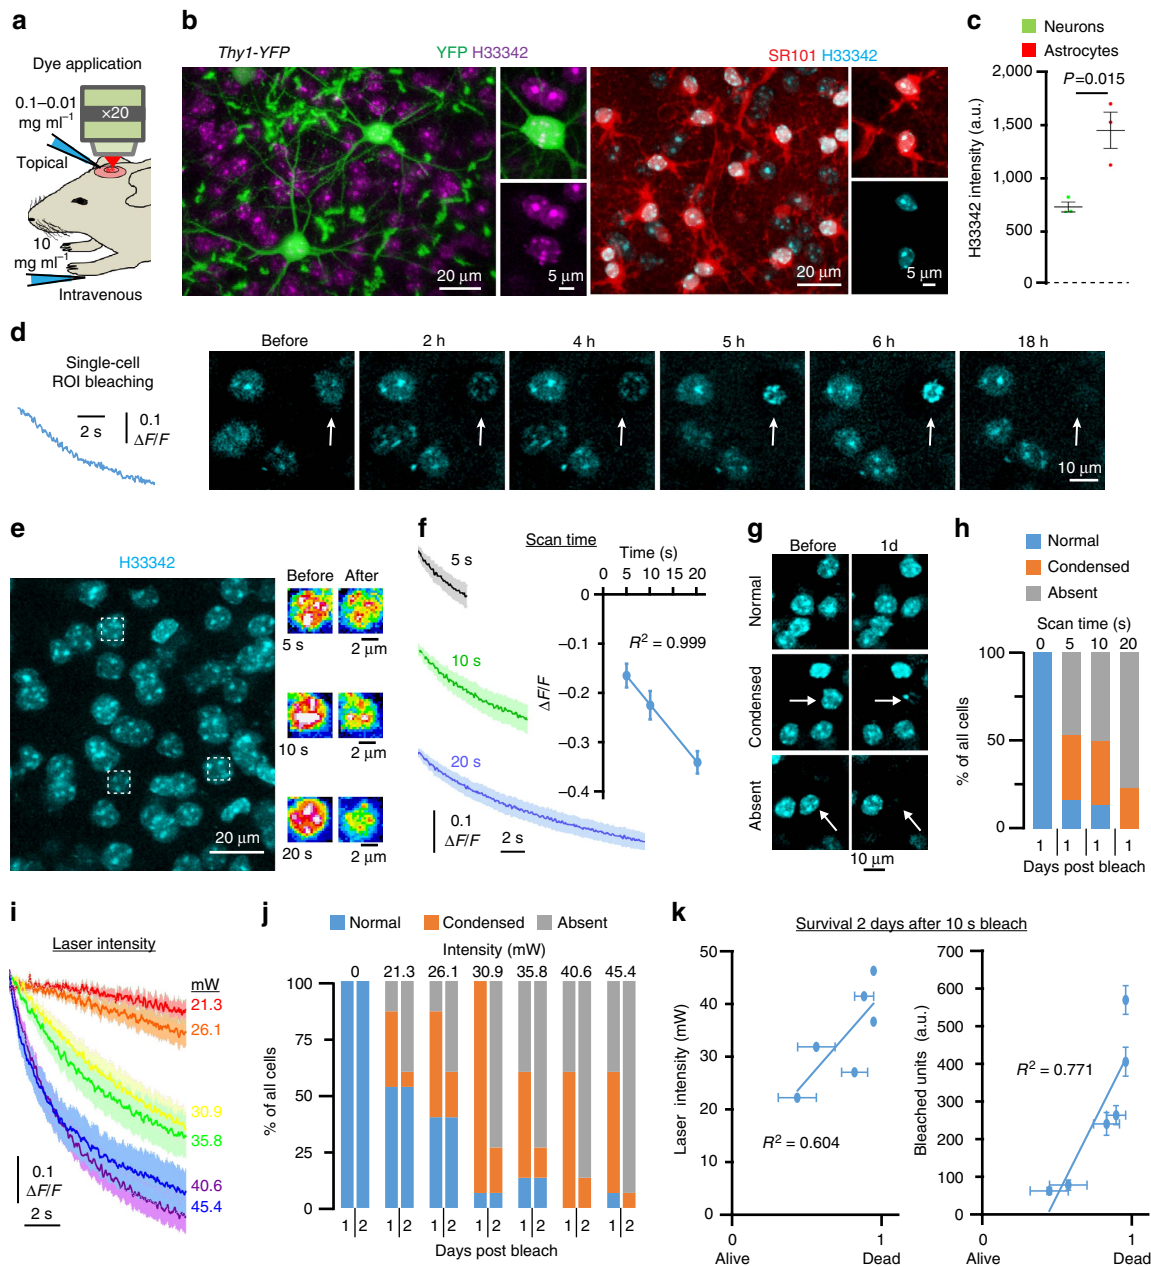 a
Dye application
0.1–0.01
mg ml⁻¹
×20
Topical
10
mg ml⁻¹
Intravenous
b
Thy1-YFP
YFP H33342
SR101 H33342
20 μm
5 μm
20 μm
5 μm
c
Neurons
Astrocytes
P=0.015
H33342 intensity (a.u.)
2,000
1,500
1,000
500
0
d
Single-cell
ROI bleaching
2 s
0.1
ΔF/F
Before
2 h
4 h
5 h
6 h
18 h
10 μm
e
H33342
20 μm
Before After
5 s
2 μm
10 s
2 μm
20 s
2 μm
f
Scan time
5 s
10 s
20 s
0.1
ΔF/F
2 s
Time (s)
0 5 10 15 20
0
−0.1
−0.2
−0.3
−0.4
ΔF/F
R² = 0.999
g
Before 1d
Normal
Condensed
Absent
10 μm
h
Normal
Condensed
Absent
Scan time (s)
0 5 10 20
% of all cells
100
50
0
1 1 1 1
Days post bleach
i
Laser intensity
mW
21.3
26.1
30.9
35.8
40.6
45.4
0.1
ΔF/F
2 s
j
Normal Condensed Absent
Intensity (mW)
0 21.3 26.1 30.9 35.8 40.6 45.4
% of all cells
100
75
50
25
0
1 2 1 2 1 2 1 2 1 2 1 2 1 2
Days post bleach
k
Survival 2 days after 10 s bleach
Laser intensity (mW)
50
40
30
20
10
0
R² = 0.604
0 1
Alive Dead
Bleached units (a.u.)
700
600
500
400
300
200
100
0
R² = 0.771
0 1
Alive Dead